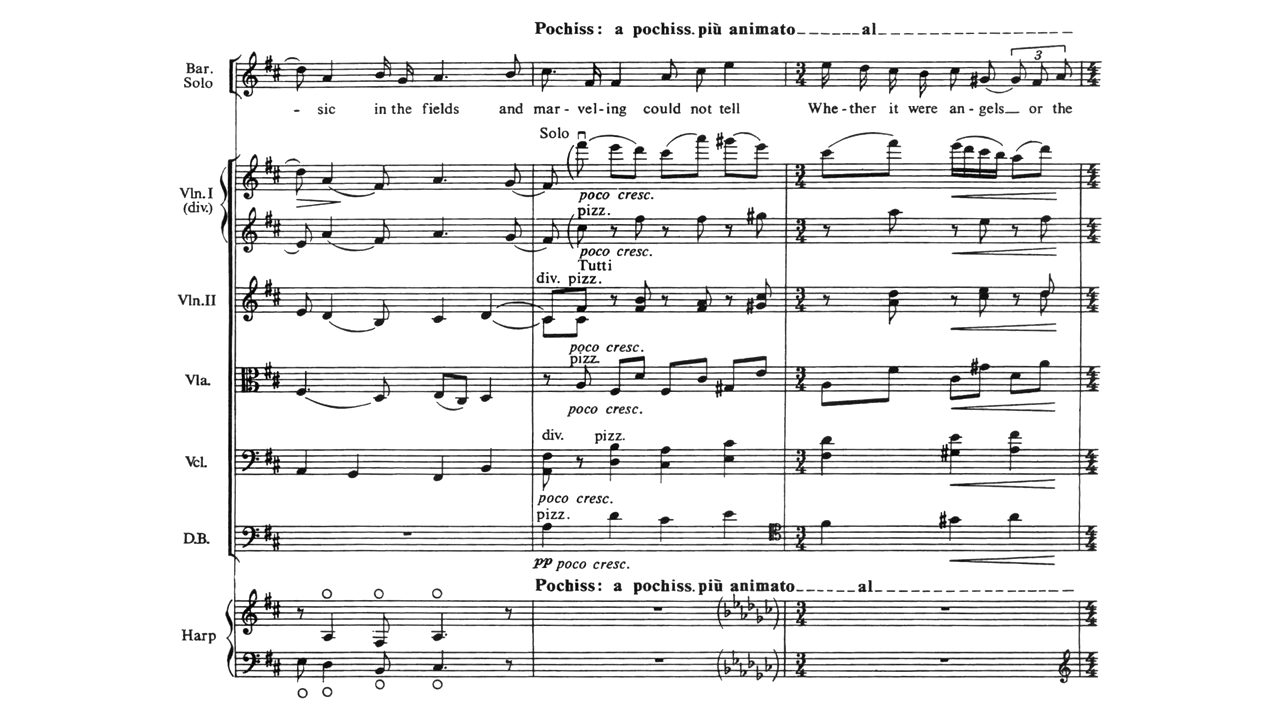 Pochiss: a pochiss. più animato al
Bar. Solo
3
- sic in the fields and mar - vel - ing could not tell Whe - ther it were an - gels or the
Solo
Vln. I (div.)
poco cresc.
pizz.
poco cresc.
Tutti
div. pizz.
Vln. II
poco cresc.
pizz.
Vla.
poco cresc.
div. pizz.
Vcl.
poco cresc.
pizz.
D.B.
pp poco cresc.
Pochiss: a pochiss. più animato al
Harp